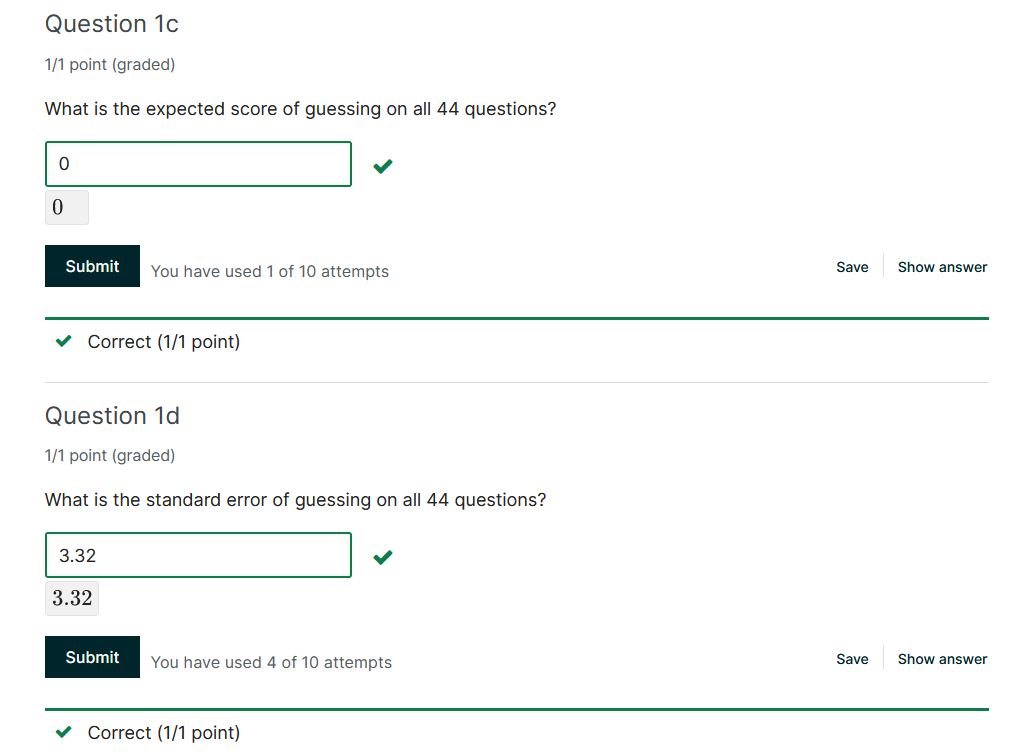 Question 1c
1/1 point (graded)
What is the expected score of guessing on all 44 questions?
0
0
Submit You have used 1 of 10 attempts Save Show answer
Correct (1/1 point)
Question 1d
1/1 point (graded)
What is the standard error of guessing on all 44 questions?
3.32
3.32
Submit You have used 4 of 10 attempts Save Show answer
Correct (1/1 point)